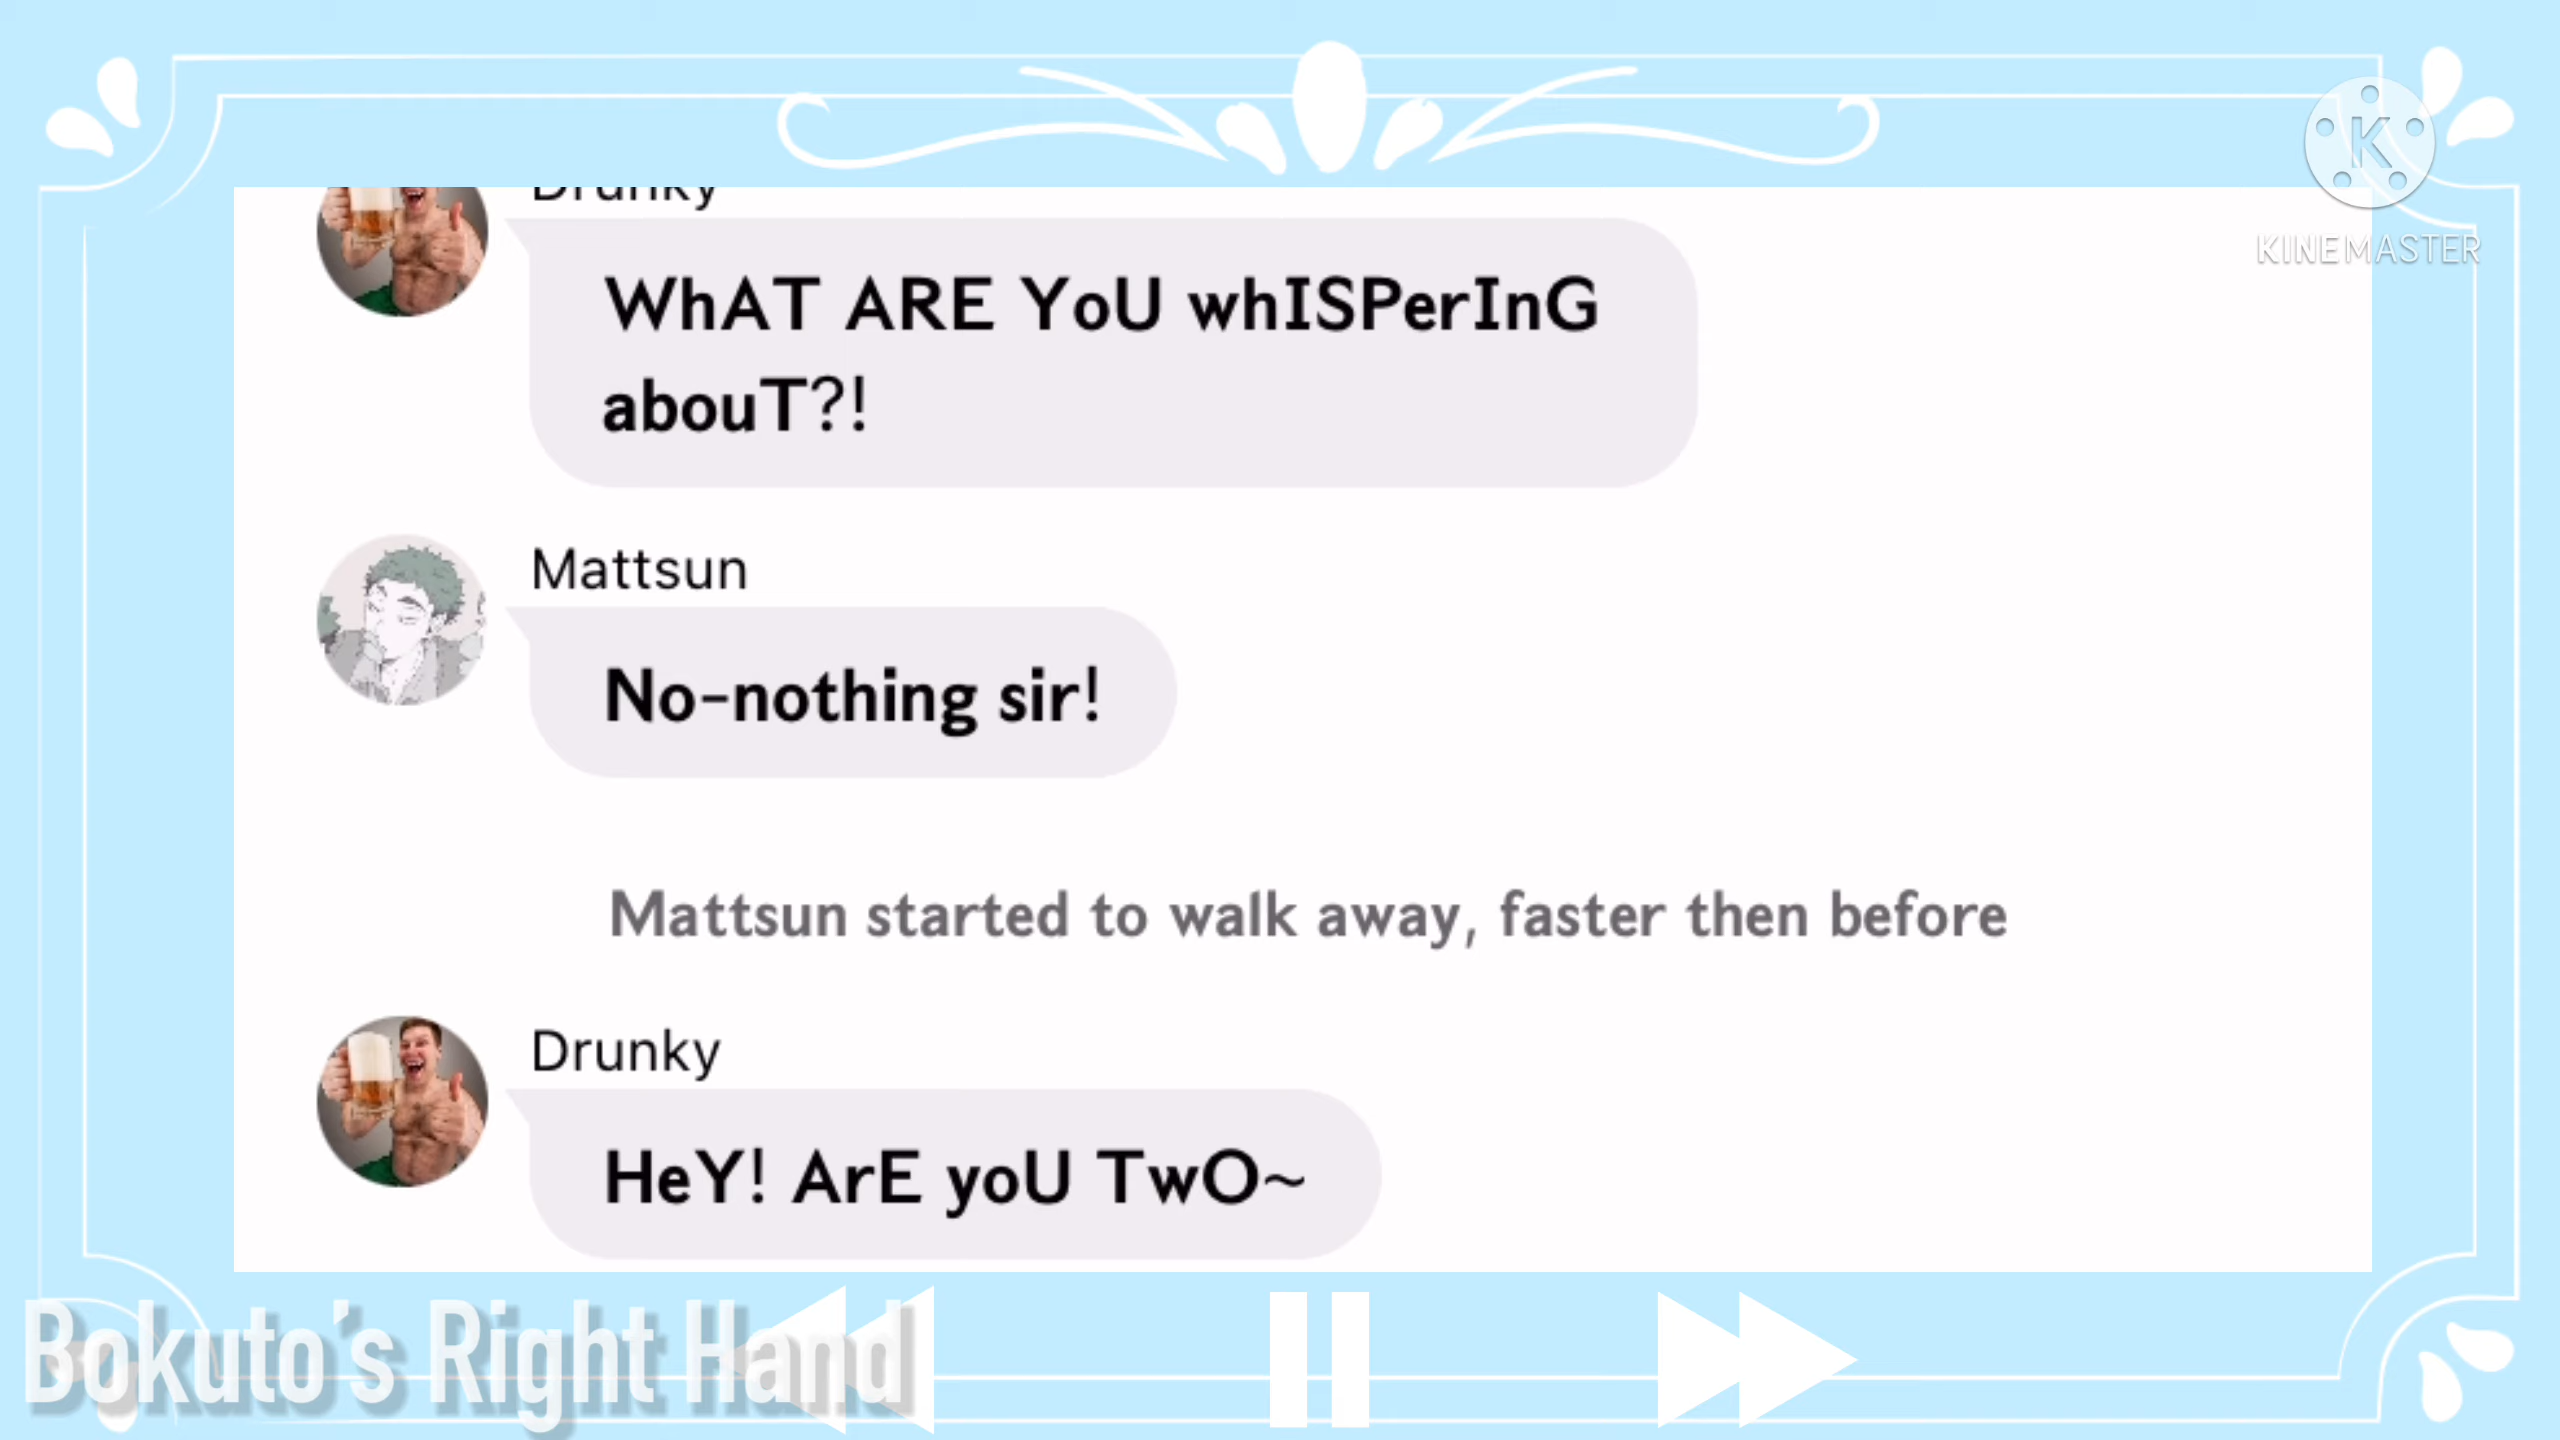 Drunky
WhAT ARE YoU whISPerInG
abouT?!
Mattsun
No-nothing sir!
Mattsun started to walk away, faster then before
Drunky
HeY! ArE yoU TwO~
Bokuto's Right Hand
K
KINEMASTER